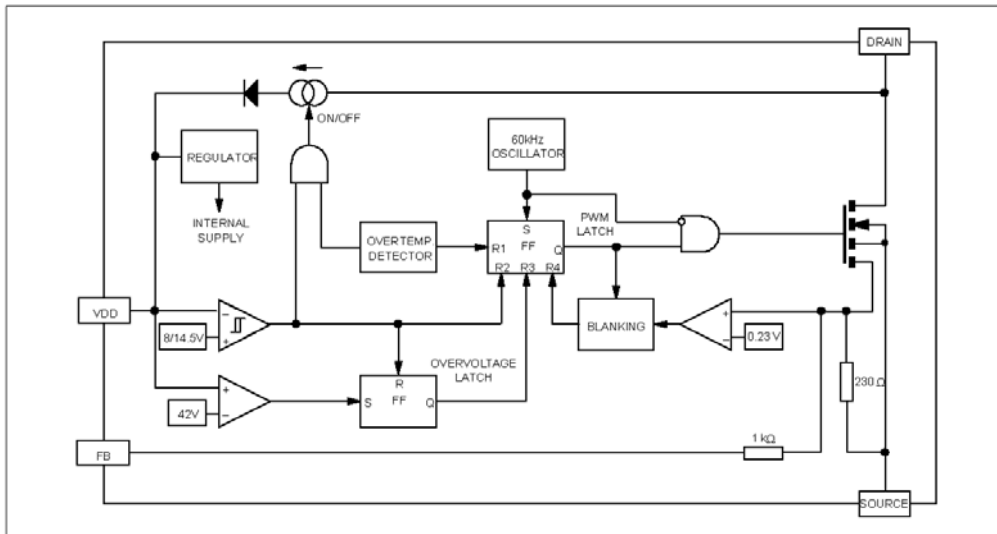 DRAIN
ON/OFF
60kHz
OSCILLATOR
REGULATOR
PWM
LATCH
INTERNAL
SUPPLY
OVERTEMP.
DETECTOR
S
FF
R1
Q
R2 R3 R4
VDD
-
+
8/14.5V
BLANKING
+
-
0.23 V
OVERVOLTAGE
LATCH
230 Ω
R
FF
S
Q
+
-
42V
1 kΩ
FB
SOURCE